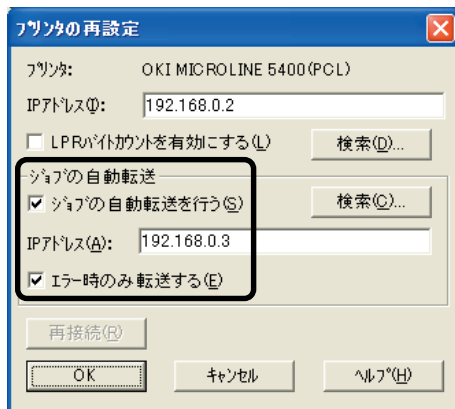 プリンタの再設定
プリンタ: OKI MICROLINE 5400(PCL)
IPアドレス(I): 192.168.0.2
LPRバイトカウントを有効にする(L) 検索(D)...
ジョブの自動転送
ジョブの自動転送を行う(S) 検索(C)...
IPアドレス(A): 192.168.0.3
エラー時のみ転送する(E)
再接続(R)
OK キャンセル ヘルプ(H)